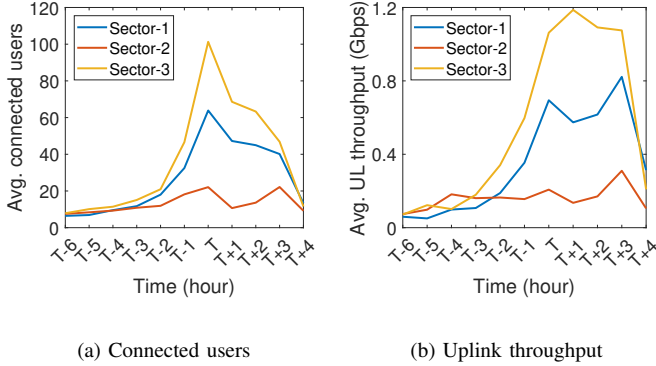 120
100
80
60
40
20
0
Avg. connected users
Sector-1
Sector-2
Sector-3
T-6
T-5
T-4
T-3
T-2
T-1
T
T+1
T+2
T+3
T+4
Time (hour)
(a) Connected users
1.2
0.8
0.4
0
Avg. UL throughput (Gbps)
Sector-1
Sector-2
Sector-3
T-6
T-5
T-4
T-3
T-2
T-1
T
T+1
T+2
T+3
T+4
Time (hour)
(b) Uplink throughput